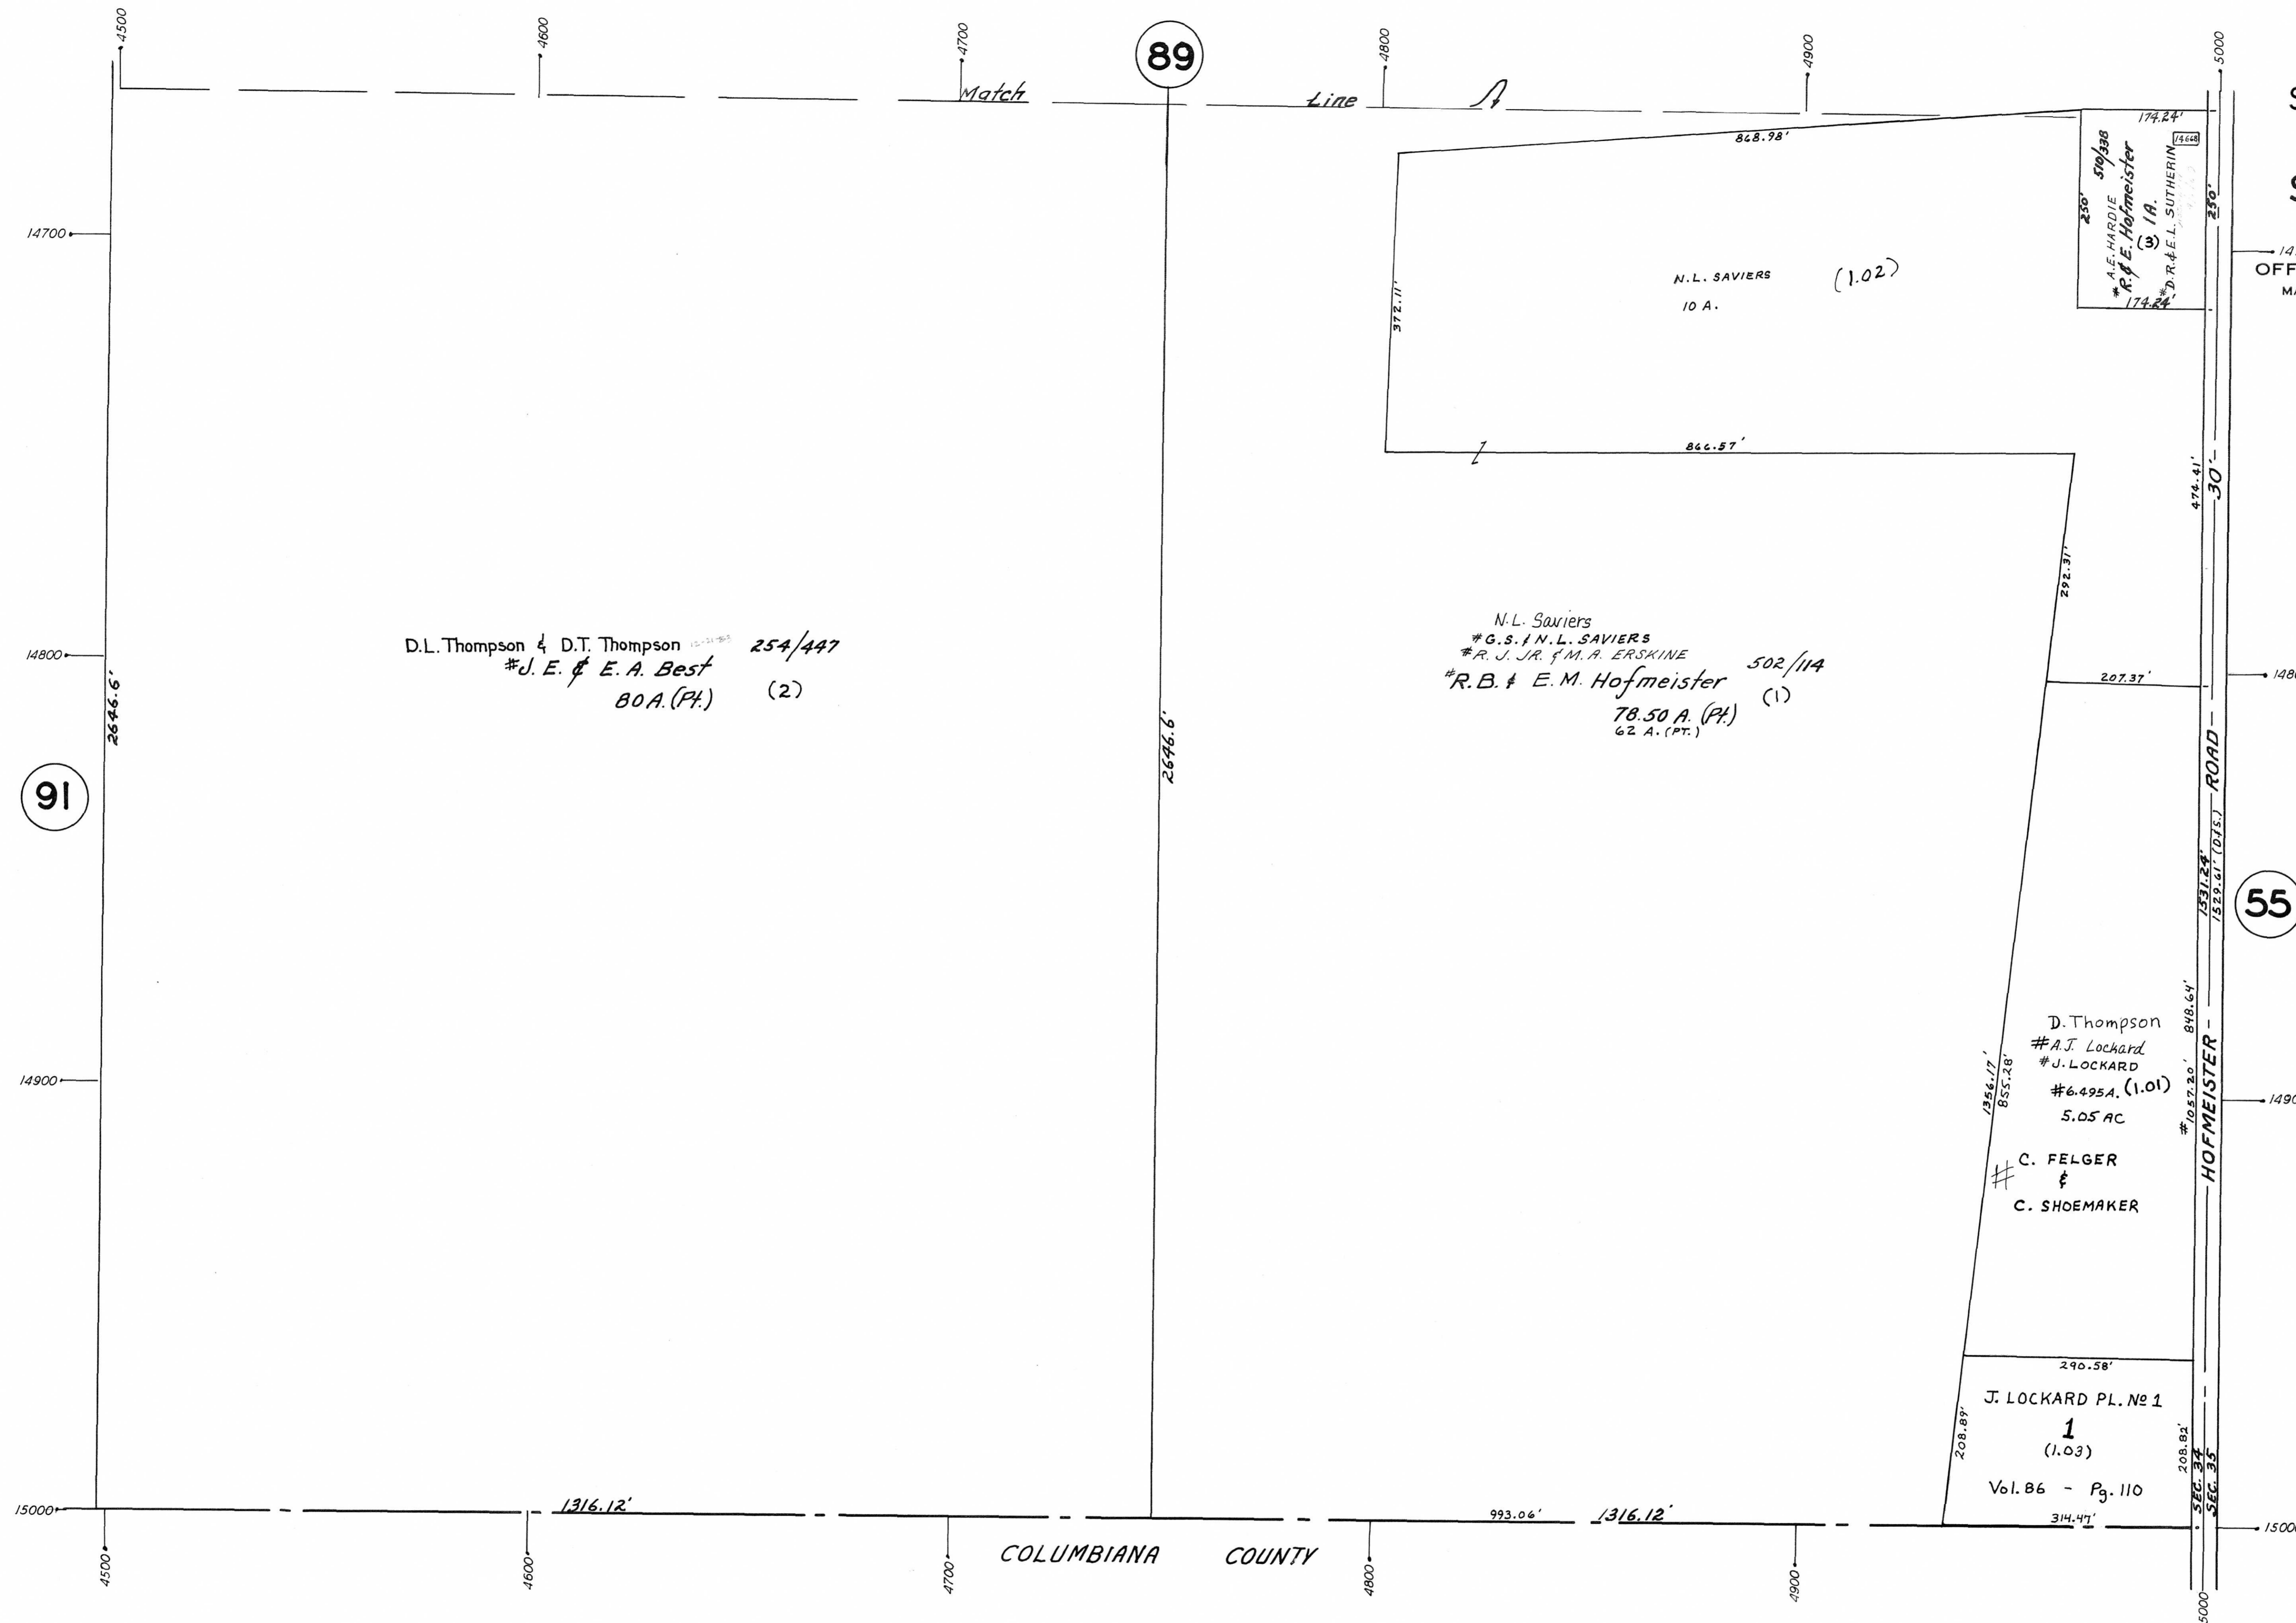 4500
4600
4700
89
4800
4900
5000
Match Line A
868.98'
174.24'
14668
510/338
# A.E. HARDIE
R. & E. Hofmeister
(3) 1A.
# D.R. & E.L. SUTHERIN
250'
250'
174.24'
14700
OFF
MA
N.L. SAVIERS (1.02)
10 A.
372.11'
866.57'
474.41'
30'
292.31'
D.L. Thompson & D.T. Thompson 254/447
#J. E. & E. A. Best
80 A. (Pt.) (2)
14800
2646.6'
N.L. Saviers
# G.S. & N.L. SAVIERS
# R. J. JR. & M. A. ERSKINE
#R.B. & E. M. Hofmeister 502/114
(1)
78.50 A. (Pt.)
62 A. (PT.)
207.37'
2646.6'
91
55
HOFMEISTER ROAD
1531.24'
1529.61' (D.&S.)
848.64'
# 1057.20'
D. Thompson
# A.J. Lockard
# J. LOCKARD
#6.495A. (1.01)
5.05 AC
# C. FELGER
&
C. SHOEMAKER
1356.17'
855.28'
14900
290.58'
J. LOCKARD PL. Nº 1
1
(1.03)
Vol. 86 - Pg. 110
208.89'
208.82'
SEC. 34
SEC. 35
314.47'
15000
1316.12'
993.06'
1316.12'
COLUMBIANA COUNTY
4500
4600
4700
4800
4900
5000